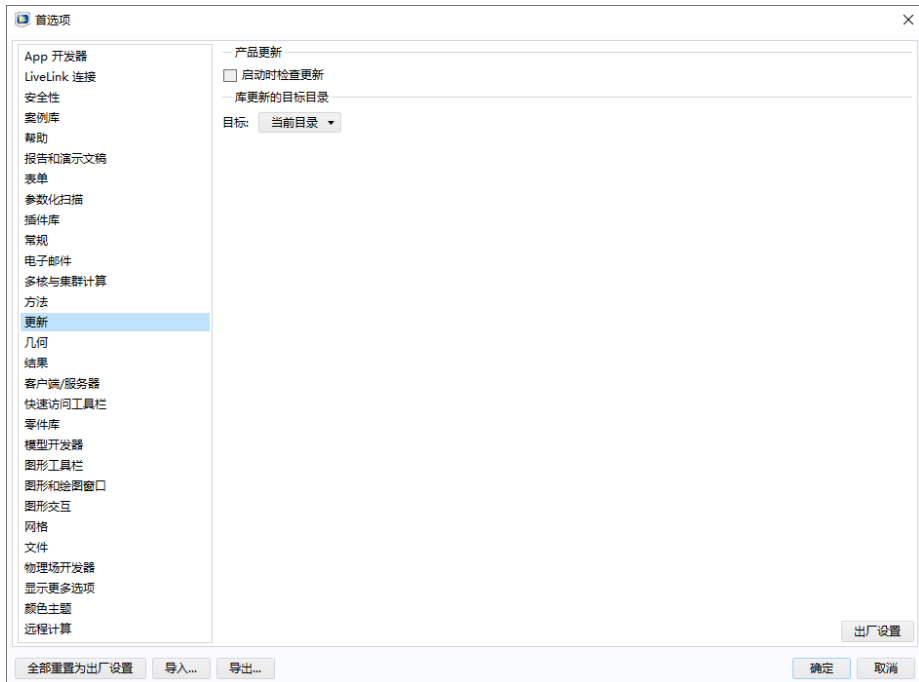 首选项
App 开发器
LiveLink 连接
安全性
案例库
帮助
报告和演示文稿
表单
参数化扫描
插件库
常规
电子邮件
多核与集群计算
方法
更新
几何
结果
客户端/服务器
快速访问工具栏
零件库
模型开发器
图形工具栏
图形和绘图窗口
图形交互
网格
文件
物理场开发器
显示更多选项
颜色主题
远程计算
产品更新
启动时检查更新
库更新的目标目录
目标: 当前目录
出厂设置
全部重置为出厂设置 导入... 导出... 确定 取消